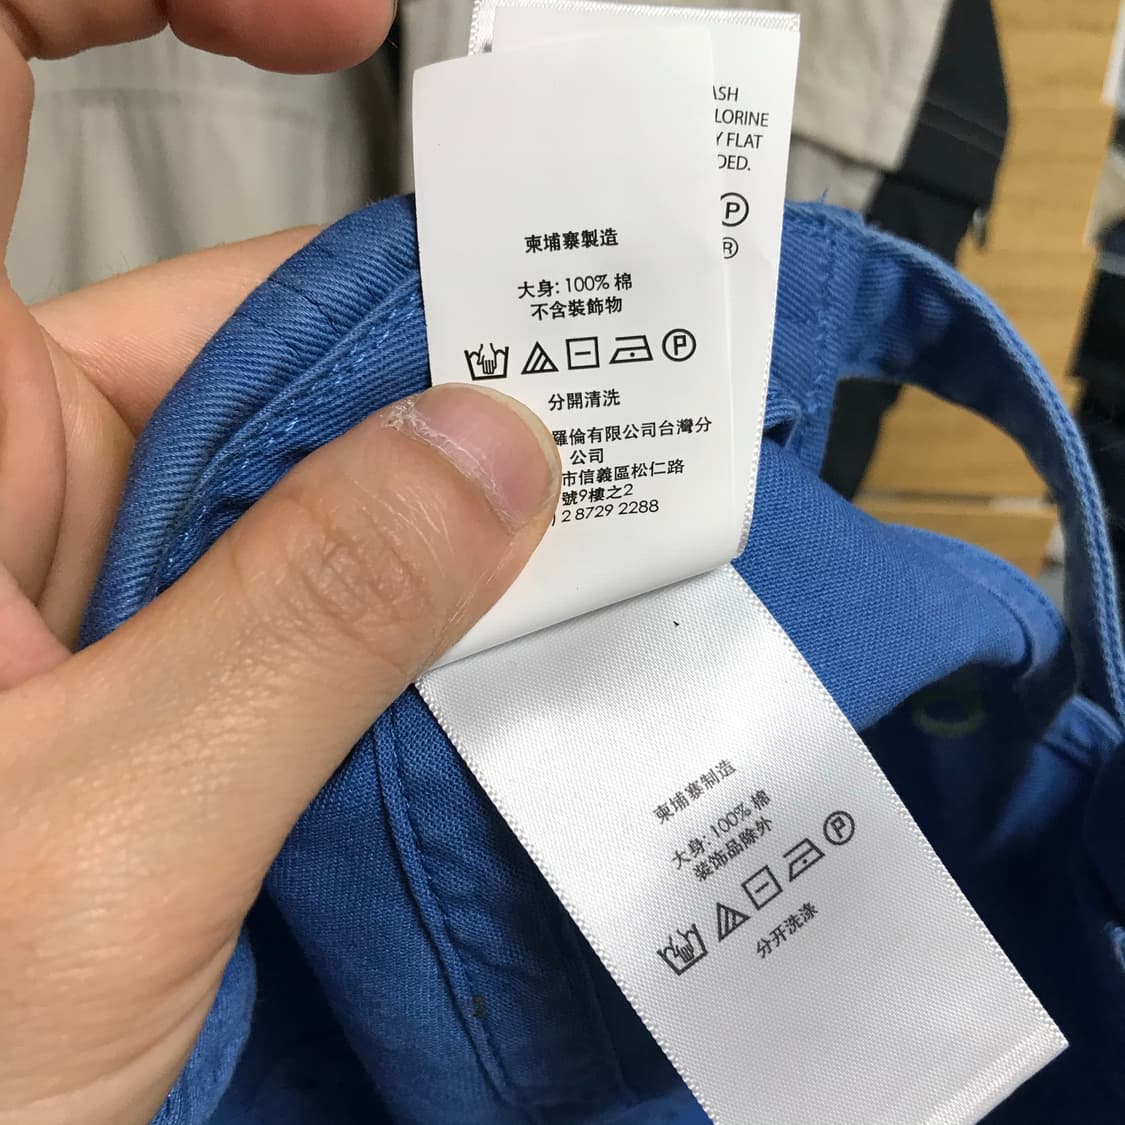 SH
LORINE
Y FLAT
DED.
P
R
柬埔寨製造
大身: 100% 棉
不含裝飾物
P
分開清洗
羅倫有限公司台灣分
公司
市信義區松仁路
號9樓之2
) 2 8729 2288
柬埔寨制造
大身: 100% 棉
装饰品除外
P
分开洗涤